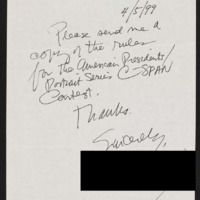 4/5/99
Please send me a
copy of the rules
for the American Presidents/
Portrait Series C-SPAN
Contest.
Thanks.
Sincerely,